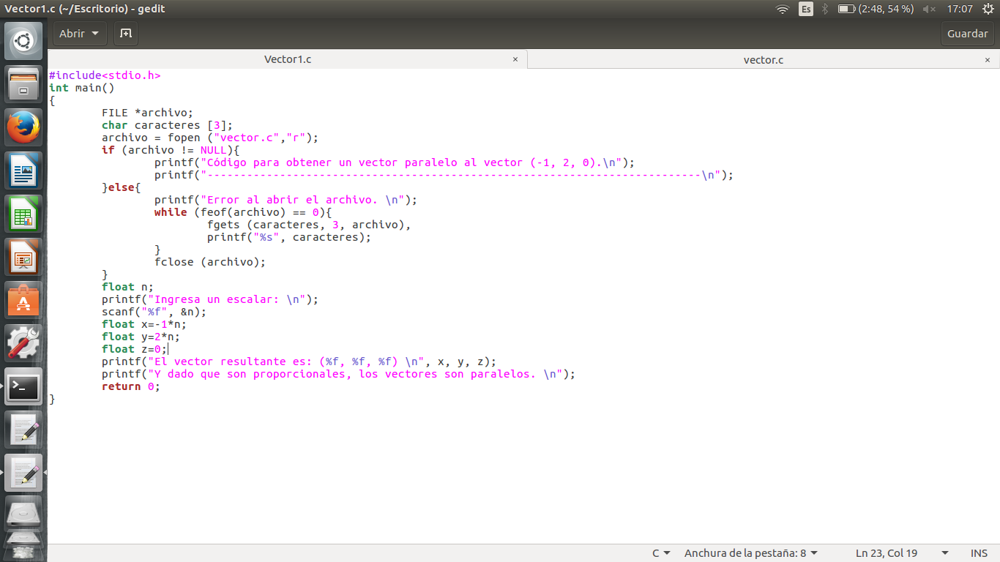 Vector1.c (~/Escritorio) - gedit
Es
(2:48, 54 %)
17:07
Abrir
Guardar
Vector1.c ×
vector.c ×
#include<stdio.h>
int main()
{
FILE *archivo;
char caracteres [3];
archivo = fopen ("vector.c","r");
if (archivo != NULL){
printf("Código para obtener un vector paralelo al vector (-1, 2, 0).\n");
printf("---------------------------------------------------------------------------\n");
}else{
printf("Error al abrir el archivo. \n");
while (feof(archivo) == 0){
fgets (caracteres, 3, archivo),
printf("%s", caracteres);
}
fclose (archivo);
}
float n;
printf("Ingresa un escalar: \n");
scanf("%f", &n);
float x=-1*n;
float y=2*n;
float z=0;
printf("El vector resultante es: (%f, %f, %f) \n", x, y, z);
printf("Y dado que son proporcionales, los vectores son paralelos. \n");
return 0;
}
C
Anchura de la pestaña: 8
Ln 23, Col 19
INS